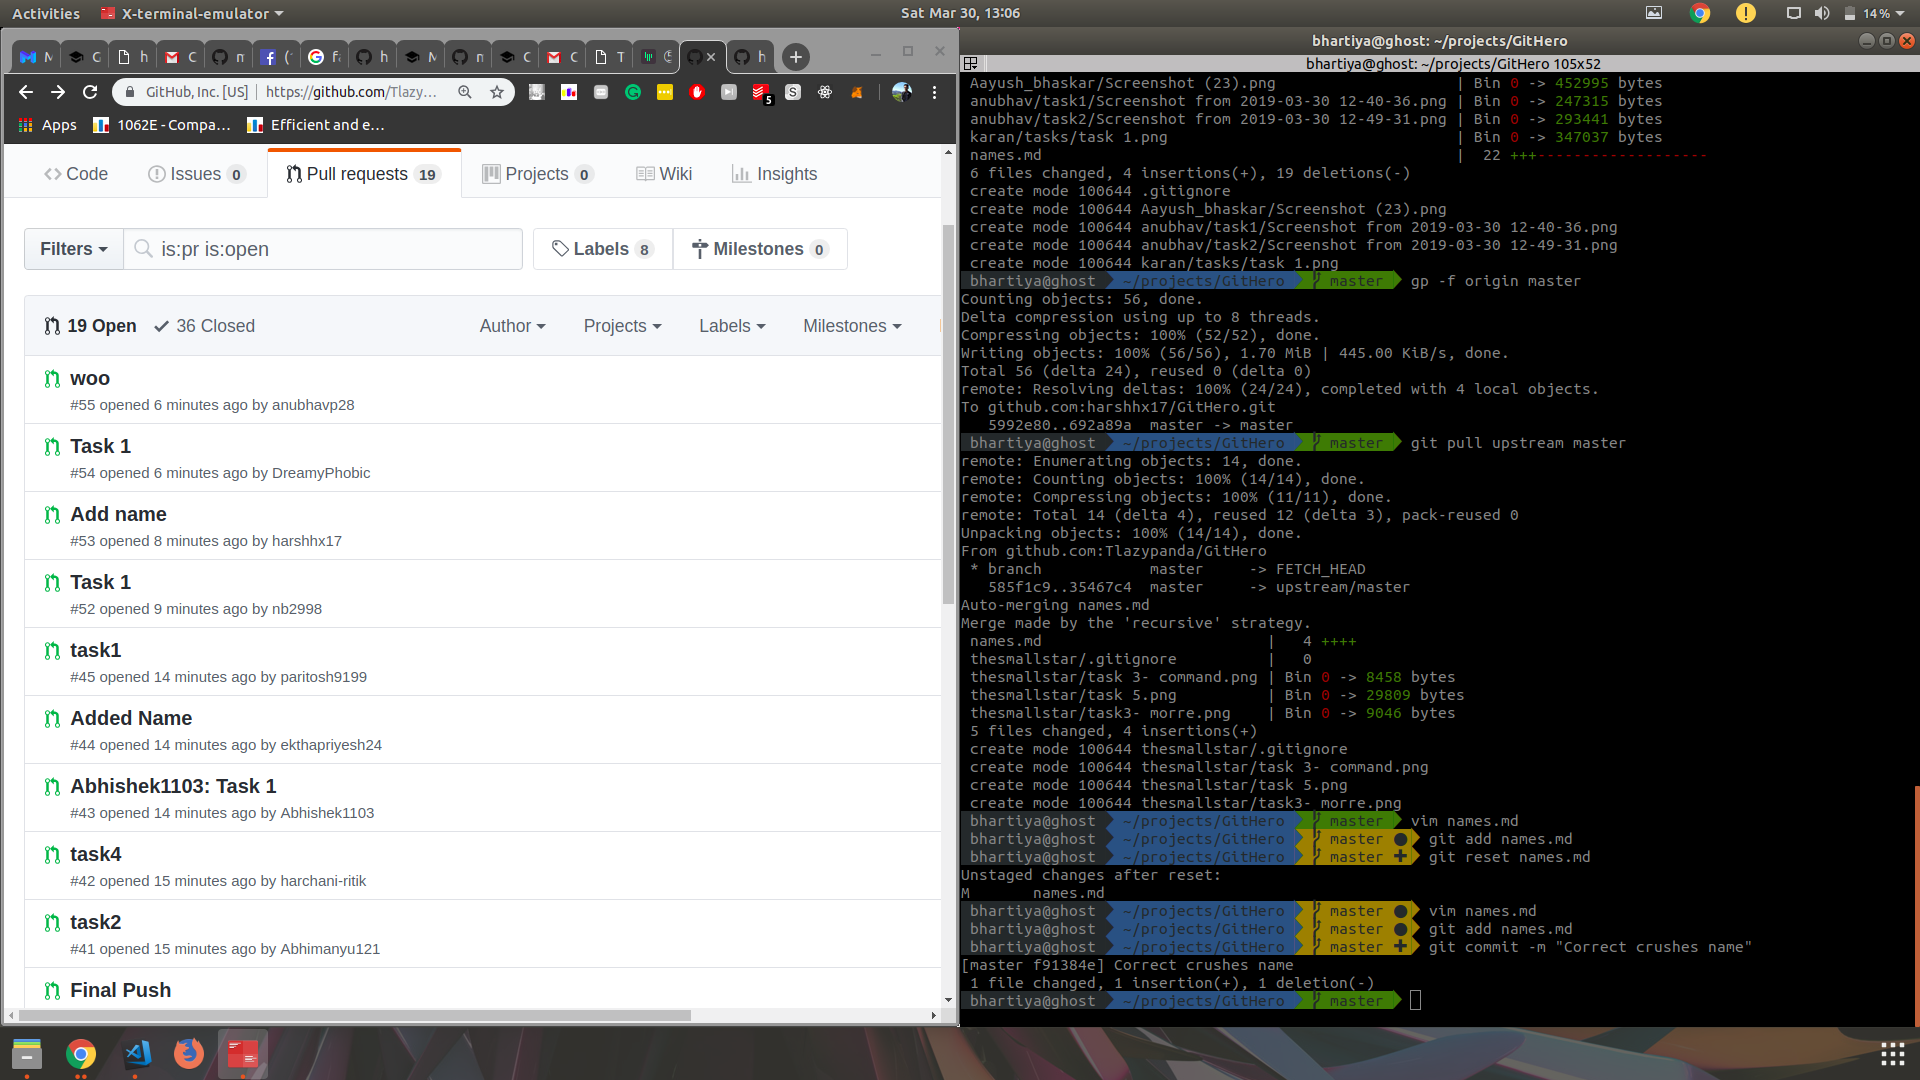 Activities
X-terminal-emulator
Sat Mar 30, 13:06
14%
GitHub, Inc. [US]
https://github.com/Tlazy...
5
Apps
1062E - Compa...
Efficient and e...
Code
Issues 0
Pull requests 19
Projects 0
Wiki
Insights
Filters
is:pr is:open
Labels 8
Milestones 0
19 Open
36 Closed
Author
Projects
Labels
Milestones
woo
#55 opened 6 minutes ago by anubhavp28
Task 1
#54 opened 6 minutes ago by DreamyPhobic
Add name
#53 opened 8 minutes ago by harshhx17
Task 1
#52 opened 9 minutes ago by nb2998
task1
#45 opened 14 minutes ago by paritosh9199
Added Name
#44 opened 14 minutes ago by ekthapriyesh24
Abhishek1103: Task 1
#43 opened 14 minutes ago by Abhishek1103
task4
#42 opened 15 minutes ago by harchani-ritik
task2
#41 opened 15 minutes ago by Abhimanyu121
Final Push
bhartiya@ghost: ~/projects/GitHero
bhartiya@ghost: ~/projects/GitHero 105x52
Aayush_bhaskar/Screenshot (23).png | Bin 0 -> 452995 bytes
anubhav/task1/Screenshot from 2019-03-30 12-40-36.png | Bin 0 -> 247315 bytes
anubhav/task2/Screenshot from 2019-03-30 12-49-31.png | Bin 0 -> 293441 bytes
karan/tasks/task 1.png | Bin 0 -> 347037 bytes
names.md | 22 +++-------------------
6 files changed, 4 insertions(+), 19 deletions(-)
create mode 100644 .gitignore
create mode 100644 Aayush_bhaskar/Screenshot (23).png
create mode 100644 anubhav/task1/Screenshot from 2019-03-30 12-40-36.png
create mode 100644 anubhav/task2/Screenshot from 2019-03-30 12-49-31.png
create mode 100644 karan/tasks/task 1.png
bhartiya@ghost ~/projects/GitHero master gp -f origin master
Counting objects: 56, done.
Delta compression using up to 8 threads.
Compressing objects: 100% (52/52), done.
Writing objects: 100% (56/56), 1.70 MiB | 445.00 KiB/s, done.
Total 56 (delta 24), reused 0 (delta 0)
remote: Resolving deltas: 100% (24/24), completed with 4 local objects.
To github.com:harshhx17/GitHero.git
5992e80..692a89a master -> master
bhartiya@ghost ~/projects/GitHero master git pull upstream master
remote: Enumerating objects: 14, done.
remote: Counting objects: 100% (14/14), done.
remote: Compressing objects: 100% (11/11), done.
remote: Total 14 (delta 4), reused 12 (delta 3), pack-reused 0
Unpacking objects: 100% (14/14), done.
From github.com:Tlazypanda/GitHero
* branch master -> FETCH_HEAD
585f1c9..35467c4 master -> upstream/master
Auto-merging names.md
Merge made by the 'recursive' strategy.
names.md | 4 ++++
thesmallstar/.gitignore | 0
thesmallstar/task 3- command.png | Bin 0 -> 8458 bytes
thesmallstar/task 5.png | Bin 0 -> 29809 bytes
thesmallstar/task3- morre.png | Bin 0 -> 9046 bytes
5 files changed, 4 insertions(+)
create mode 100644 thesmallstar/.gitignore
create mode 100644 thesmallstar/task 3- command.png
create mode 100644 thesmallstar/task 5.png
create mode 100644 thesmallstar/task3- morre.png
bhartiya@ghost ~/projects/GitHero master vim names.md
bhartiya@ghost ~/projects/GitHero master ● git add names.md
bhartiya@ghost ~/projects/GitHero master ✚ git reset names.md
Unstaged changes after reset:
M names.md
bhartiya@ghost ~/projects/GitHero master ● vim names.md
bhartiya@ghost ~/projects/GitHero master ● git add names.md
bhartiya@ghost ~/projects/GitHero master ✚ git commit -m "Correct crushes name"
[master f91384e] Correct crushes name
1 file changed, 1 insertion(+), 1 deletion(-)
bhartiya@ghost ~/projects/GitHero master